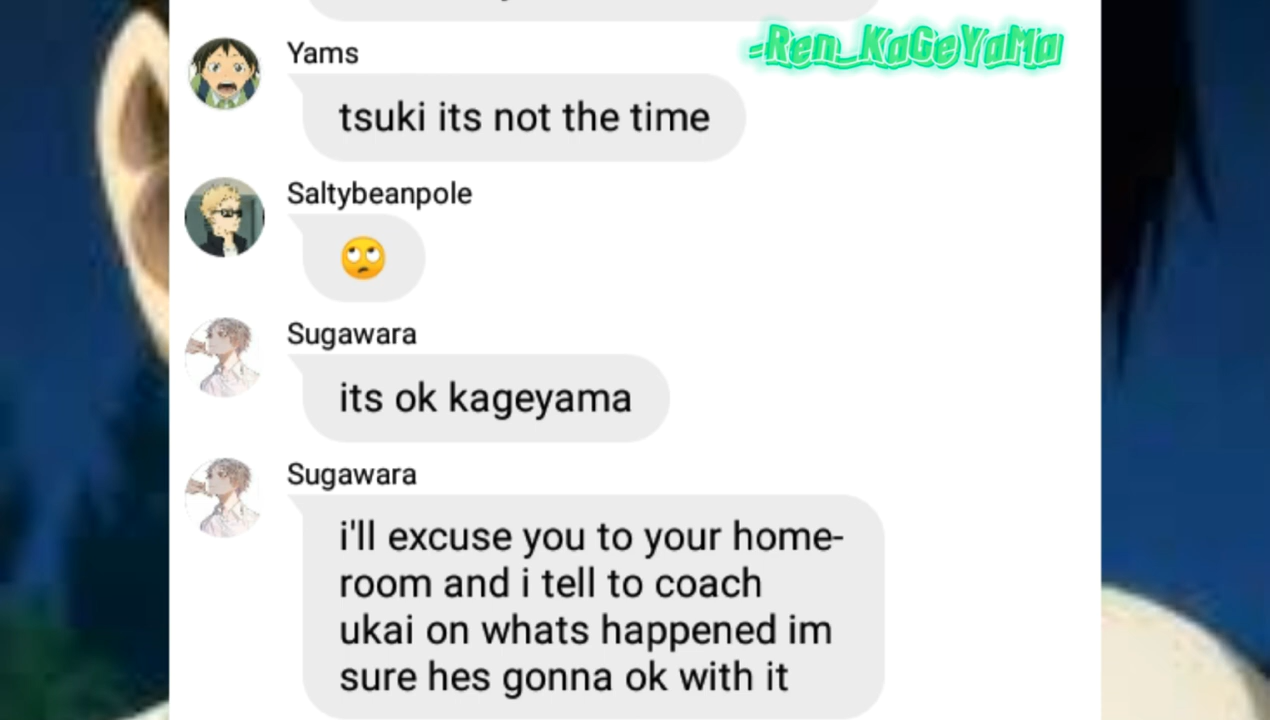 -Ren_KaGeYaMa
Yams
tsuki its not the time
Saltybeanpole
Sugawara
its ok kageyama
Sugawara
i'll excuse you to your home-
room and i tell to coach
ukai on whats happened im
sure hes gonna ok with it